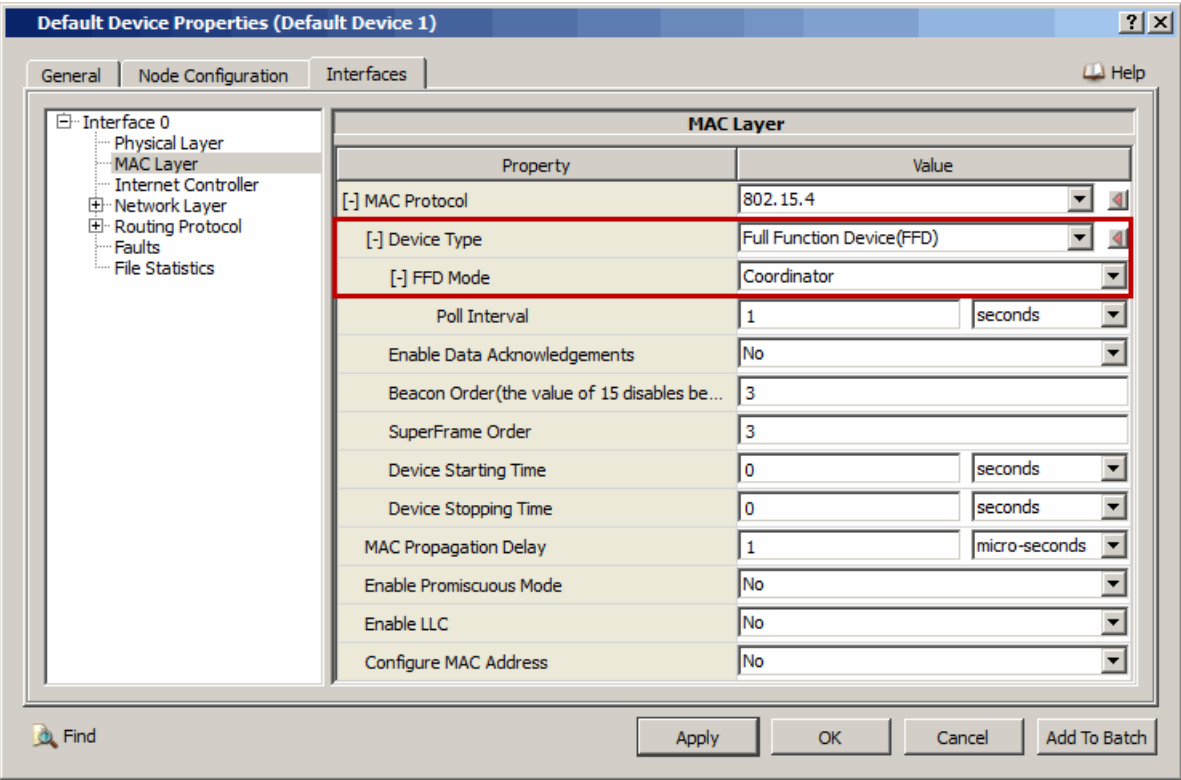 Default Device Properties (Default Device 1)
General Node Configuration Interfaces Help
Interface 0
Physical Layer
MAC Layer
Internet Controller
Network Layer
Routing Protocol
Faults
File Statistics
MAC Layer
Property Value
[-] MAC Protocol 802.15.4
[-] Device Type Full Function Device(FFD)
[-] FFD Mode Coordinator
Poll Interval 1 seconds
Enable Data Acknowledgements No
Beacon Order(the value of 15 disables be... 3
SuperFrame Order 3
Device Starting Time 0 seconds
Device Stopping Time 0 seconds
MAC Propagation Delay 1 micro-seconds
Enable Promiscuous Mode No
Enable LLC No
Configure MAC Address No
Find Apply OK Cancel Add To Batch